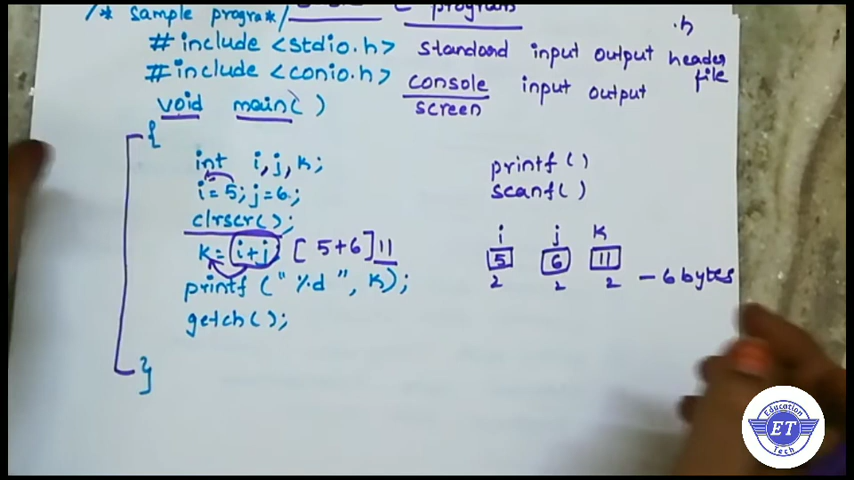 /* sample program*/ C program
.h
#include <stdio.h> standard input output header file
#include <conio.h> console input output
screen
void main( )
{
int i,j,k;
i=5; j=6;
clrscr();
k=i+j [ 5+6] 11
printf ("%d", k);
getch();
}
printf ()
scanf()
i j k
5 6 11
2 2 2 - 6 bytes
Education
ET
Tech